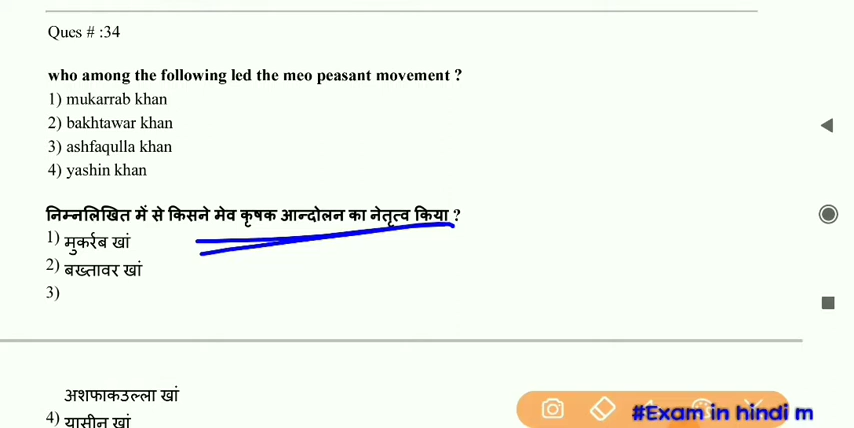 Ques # :34
who among the following led the meo peasant movement ?
1) mukarrab khan
2) bakhtawar khan
3) ashfaqulla khan
4) yashin khan
निम्नलिखित में से किसने मेव कृषक आन्दोलन का नेतृत्व किया ?
1) मुकर्रब खां
2) बख्तावर खां
3)
अशफाकउल्ला खां
4) यासीन खां
#Exam in hindi m